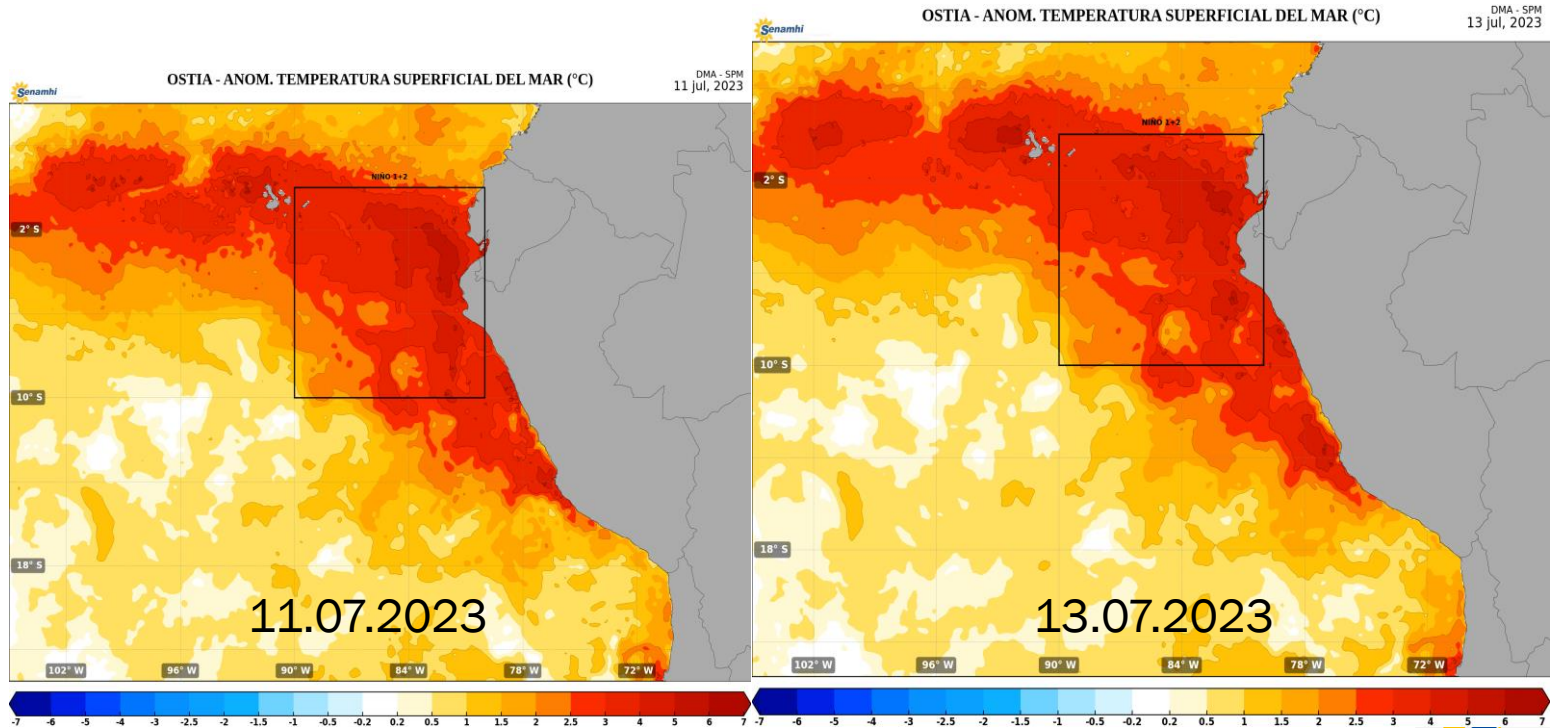 OSTIA - ANOM. TEMPERATURA SUPERFICIAL DEL MAR (°C)
DMA - SPM
11 jul, 2023
Senamhi
NIÑO 1+2
2° S
10° S
18° S
11.07.2023
102° W 96° W 90° W 84° W 78° W 72° W
-7 -6 -5 -4 -3 -2.5 -2 -1.5 -1 -0.5 -0.2 0.2 0.5 1 1.5 2 2.5 3 4 5 6 7
OSTIA - ANOM. TEMPERATURA SUPERFICIAL DEL MAR (°C)
DMA - SPM
13 jul, 2023
Senamhi
NIÑO 1+2
2° S
10° S
18° S
13.07.2023
102° W 96° W 90° W 84° W 78° W 72° W
-7 -6 -5 -4 -3 -2.5 -2 -1.5 -1 -0.5 -0.2 0.2 0.5 1 1.5 2 2.5 3 4 5 6 7